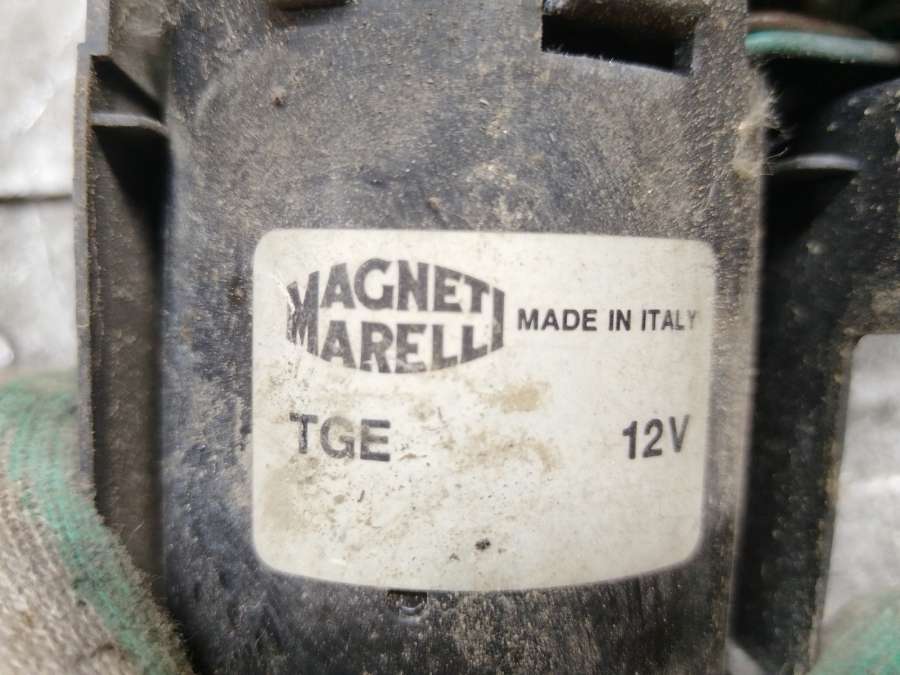 MAGNETI
MARELLI
MADE IN ITALY
TGE 12V